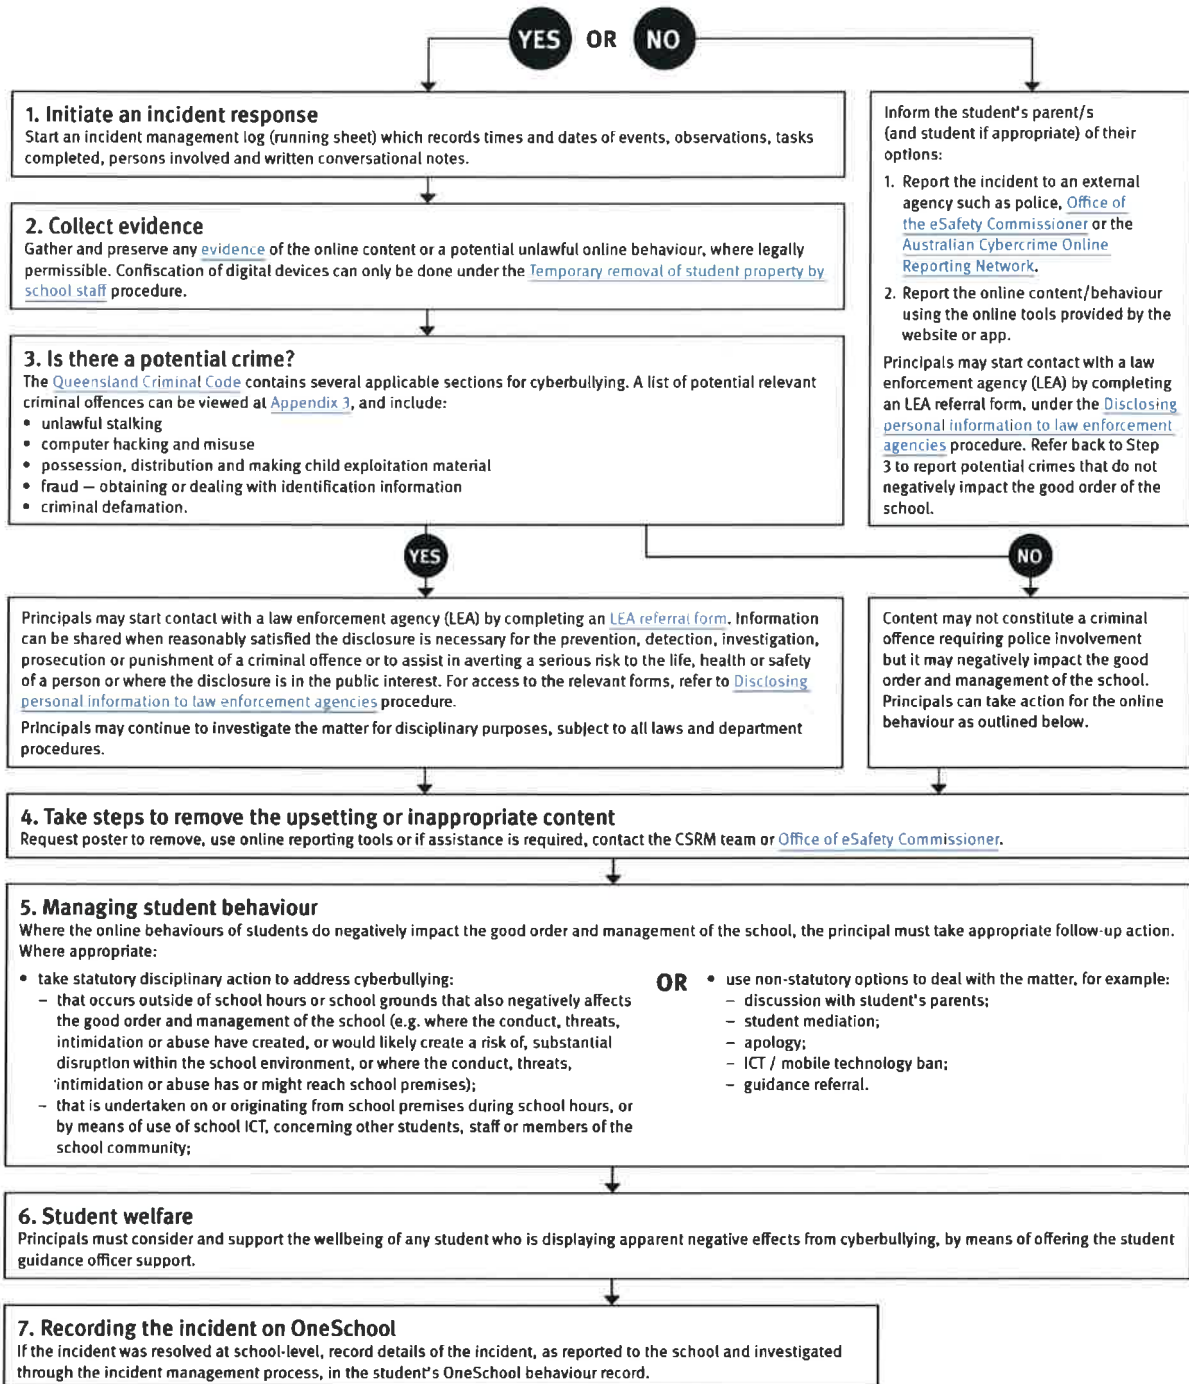 YES OR NO
1. Initiate an incident response
Start an incident management log (running sheet) which records times and dates of events, observations, tasks
completed, persons involved and written conversational notes.
2. Collect evidence
Gather and preserve any evidence of the online content or a potential unlawful online behaviour, where legally
permissible. Confiscation of digital devices can only be done under the Temporary removal of student property by
school staff procedure.
3. Is there a potential crime?
The Queensland Criminal Code contains several applicable sections for cyberbullying. A list of potential relevant
criminal offences can be viewed at Appendix 3, and include:
• unlawful stalking
• computer hacking and misuse
• possession, distribution and making child exploitation material
• fraud – obtaining or dealing with identification information
• criminal defamation.
Inform the student's parent/s
(and student if appropriate) of their
options:
1. Report the incident to an external
agency such as police, Office of
the eSafety Commissioner or the
Australian Cybercrime Online
Reporting Network.
2. Report the online content/behaviour
using the online tools provided by the
website or app.
Principals may start contact with a law
enforcement agency (LEA) by completing
an LEA referral form, under the Disclosing
personal information to law enforcement
agencies procedure. Refer back to Step
3 to report potential crimes that do not
negatively impact the good order of the
school.
YES
NO
Principals may start contact with a law enforcement agency (LEA) by completing an LEA referral form. Information
can be shared when reasonably satisfied the disclosure is necessary for the prevention, detection, investigation,
prosecution or punishment of a criminal offence or to assist in averting a serious risk to the life, health or safety
of a person or where the disclosure is in the public interest. For access to the relevant forms, refer to Disclosing
personal information to law enforcement agencies procedure.
Principals may continue to investigate the matter for disciplinary purposes, subject to all laws and department
procedures.
Content may not constitute a criminal
offence requiring police involvement
but it may negatively impact the good
order and management of the school.
Principals can take action for the online
behaviour as outlined below.
4. Take steps to remove the upsetting or inappropriate content
Request poster to remove, use online reporting tools or if assistance is required, contact the CSRM team or Office of eSafety Commissioner.
5. Managing student behaviour
Where the online behaviours of students do negatively impact the good order and management of the school, the principal must take appropriate follow-up action.
Where appropriate:
• take statutory disciplinary action to address cyberbullying:
– that occurs outside of school hours or school grounds that also negatively affects
the good order and management of the school (e.g. where the conduct, threats,
intimidation or abuse have created, or would likely create a risk of, substantial
disruption within the school environment, or where the conduct, threats,
intimidation or abuse has or might reach school premises);
– that is undertaken on or originating from school premises during school hours, or
by means of use of school ICT, concerning other students, staff or members of the
school community;
OR
• use non-statutory options to deal with the matter, for example:
– discussion with student's parents;
– student mediation;
– apology;
– ICT / mobile technology ban;
– guidance referral.
6. Student welfare
Principals must consider and support the wellbeing of any student who is displaying apparent negative effects from cyberbullying, by means of offering the student
guidance officer support.
7. Recording the incident on OneSchool
If the incident was resolved at school-level, record details of the incident, as reported to the school and investigated
through the incident management process, in the student's OneSchool behaviour record.